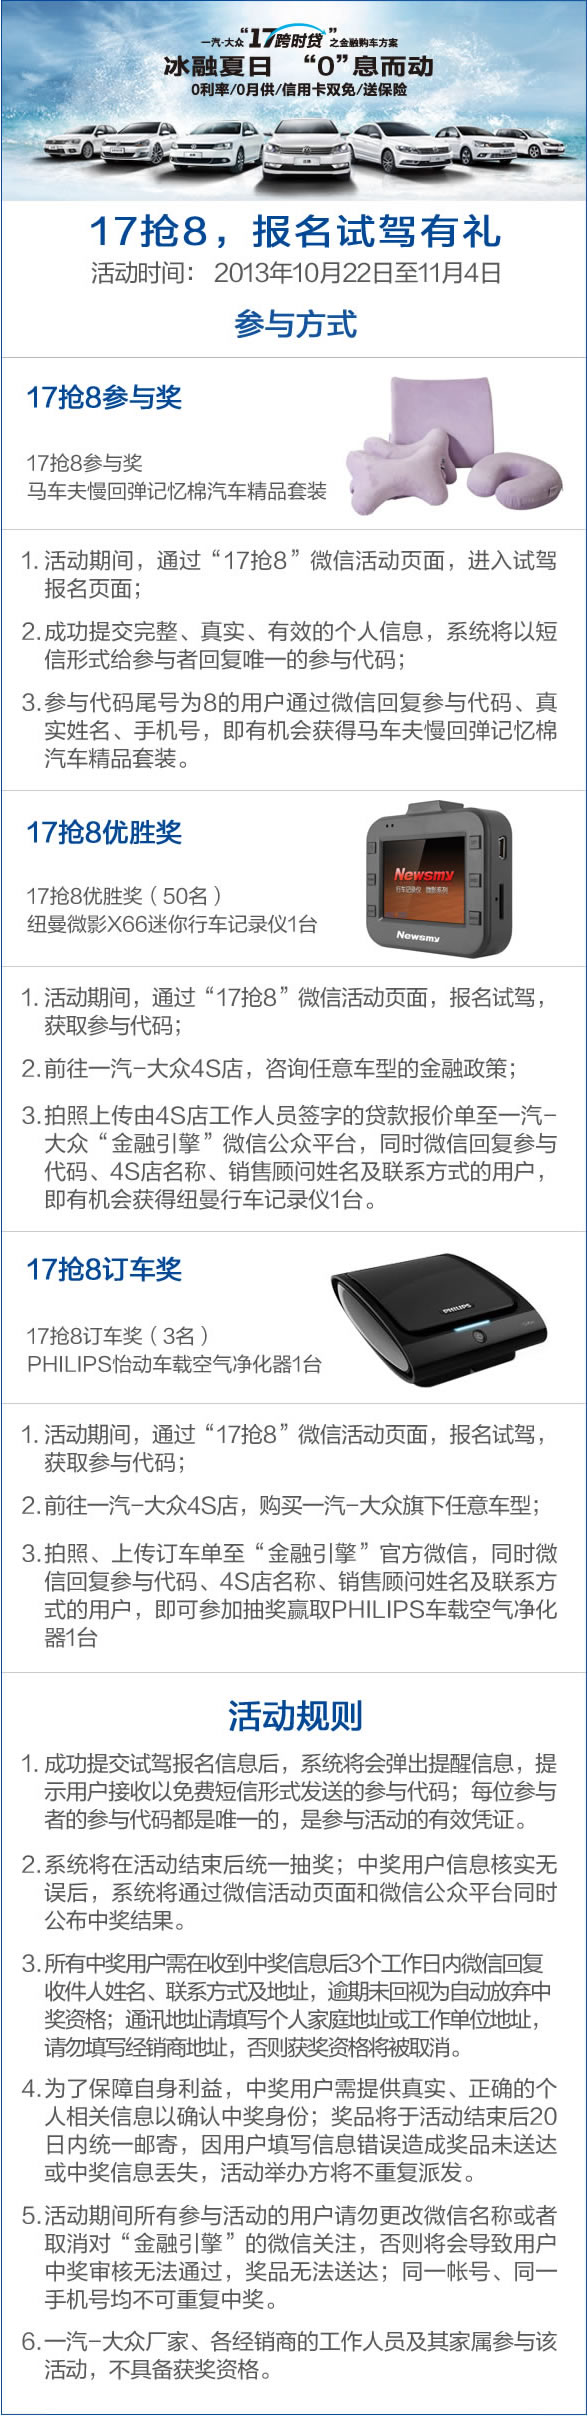 一汽-大众“17跨时贷”之金融购车方案
冰融夏日 “0”息而动
0利率/0月供/信用卡双免/送保险
17抢8，报名试驾有礼
活动时间： 2013年10月22日至11月4日
参与方式
17抢8参与奖
17抢8参与奖
马车夫慢回弹记忆棉汽车精品套装
1. 活动期间，通过“17抢8”微信活动页面，进入试驾
报名页面；
2. 成功提交完整、真实、有效的个人信息，系统将以短
信形式给参与者回复唯一的参与代码；
3. 参与代码尾号为8的用户通过微信回复参与代码、真
实姓名、手机号，即有机会获得马车夫慢回弹记忆棉
汽车精品套装。
17抢8优胜奖
17抢8优胜奖（50名）
纽曼微影X66迷你行车记录仪1台
Newsmy
行车记录仪 微影系列
Newsmy
1. 活动期间，通过“17抢8”微信活动页面，报名试驾，
获取参与代码；
2. 前往一汽-大众4S店，咨询任意车型的金融政策；
3. 拍照上传由4S店工作人员签字的贷款报价单至一汽-
大众“金融引擎”微信公众平台，同时微信回复参与
代码、4S店名称、销售顾问姓名及联系方式的用户，
即有机会获得纽曼行车记录仪1台。
17抢8订车奖
17抢8订车奖（3名）
PHILIPS怡动车载空气净化器1台
PHILIPS
1. 活动期间，通过“17抢8”微信活动页面，报名试驾，
获取参与代码；
2. 前往一汽-大众4S店，购买一汽-大众旗下任意车型；
3. 拍照、上传订车单至“金融引擎”官方微信，同时微
信回复参与代码、4S店名称、销售顾问姓名及联系方
式的用户，即可参加抽奖赢取PHILIPS车载空气净化
器1台
活动规则
1. 成功提交试驾报名信息后，系统将会弹出提醒信息，提
示用户接收以免费短信形式发送的参与代码；每位参与
者的参与代码都是唯一的，是参与活动的有效凭证。
2. 系统将在活动结束后统一抽奖；中奖用户信息核实无
误后，系统将通过微信活动页面和微信公众平台同时
公布中奖结果。
3. 所有中奖用户需在收到中奖信息后3个工作日内微信回复
收件人姓名、联系方式及地址，逾期未回视为自动放弃中
奖资格；通讯地址请填写个人家庭地址或工作单位地址，
请勿填写经销商地址，否则获奖资格将被取消。
4. 为了保障自身利益，中奖用户需提供真实、正确的个
人相关信息以确认中奖身份；奖品将于活动结束后20
日内统一邮寄，因用户填写信息错误造成奖品未送达
或中奖信息丢失，活动举办方将不重复派发。
5. 活动期间所有参与活动的用户请勿更改微信名称或者
取消对“金融引擎”的微信关注，否则将会导致用户
中奖审核无法通过，奖品无法送达；同一帐号、同一
手机号均不可重复中奖。
6. 一汽-大众厂家、各经销商的工作人员及其家属参与该
活动，不具备获奖资格。